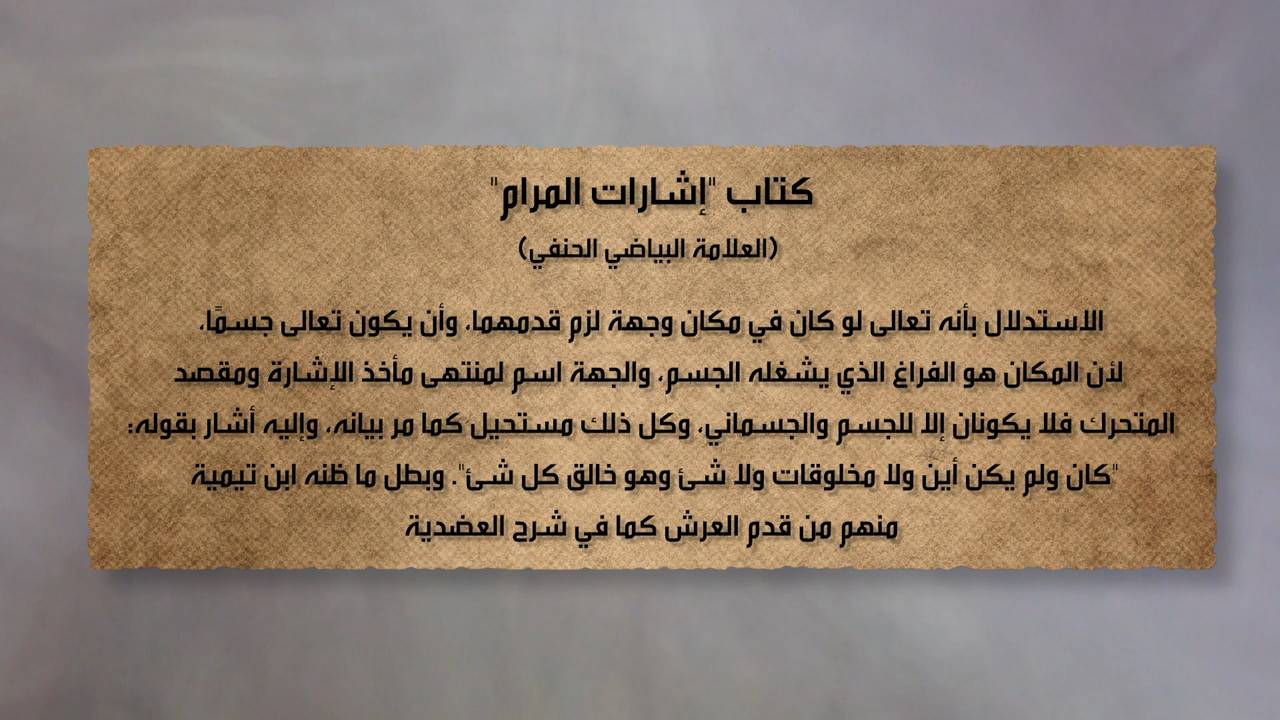 كتاب "إشارات المرام"
(العلامة البياضي الحنفي)
الاستدلال بأنه تعالى لو كان في مكان وجهة لزم قدمهما، وأن يكون تعالى جسمًا،
لأن المكان هو الفراغ الذي يشغله الجسم، والجهة اسم لمنتهى مأخذ الإشارة ومقصد
المتحرك فلا يكونان إلا للجسم والجسماني، وكل ذلك مستحيل كما مر بيانه، وإليه أشار بقوله:
"كان ولم يكن أين ولا مخلوقات ولا شئ وهو خالق كل شئ". وبطل ما ظنه ابن تيمية
منهم من قدم العرش كما في شرح العضدية